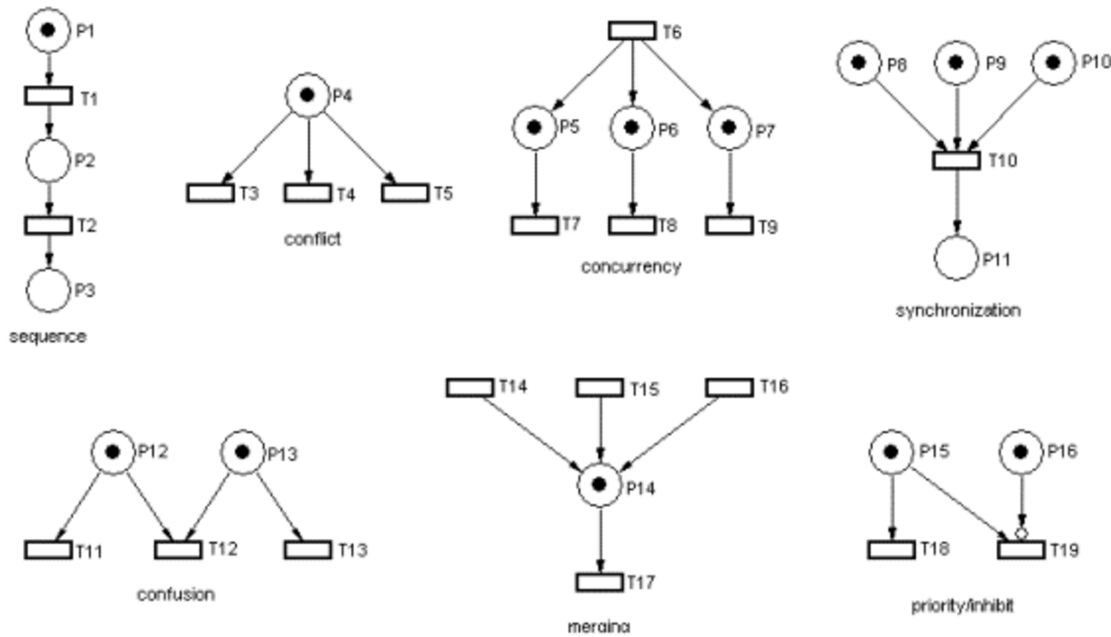 P1
T1
P2
T2
P3
sequence
P4
T3
T4
T5
conflict
T6
P5
P6
P7
T7
T8
T9
concurrency
P8
P9
P10
T10
P11
synchronization
P12
P13
T11
T12
T13
confusion
T14
T15
T16
P14
T17
merging
P15
P16
T18
T19
priority/inhibit